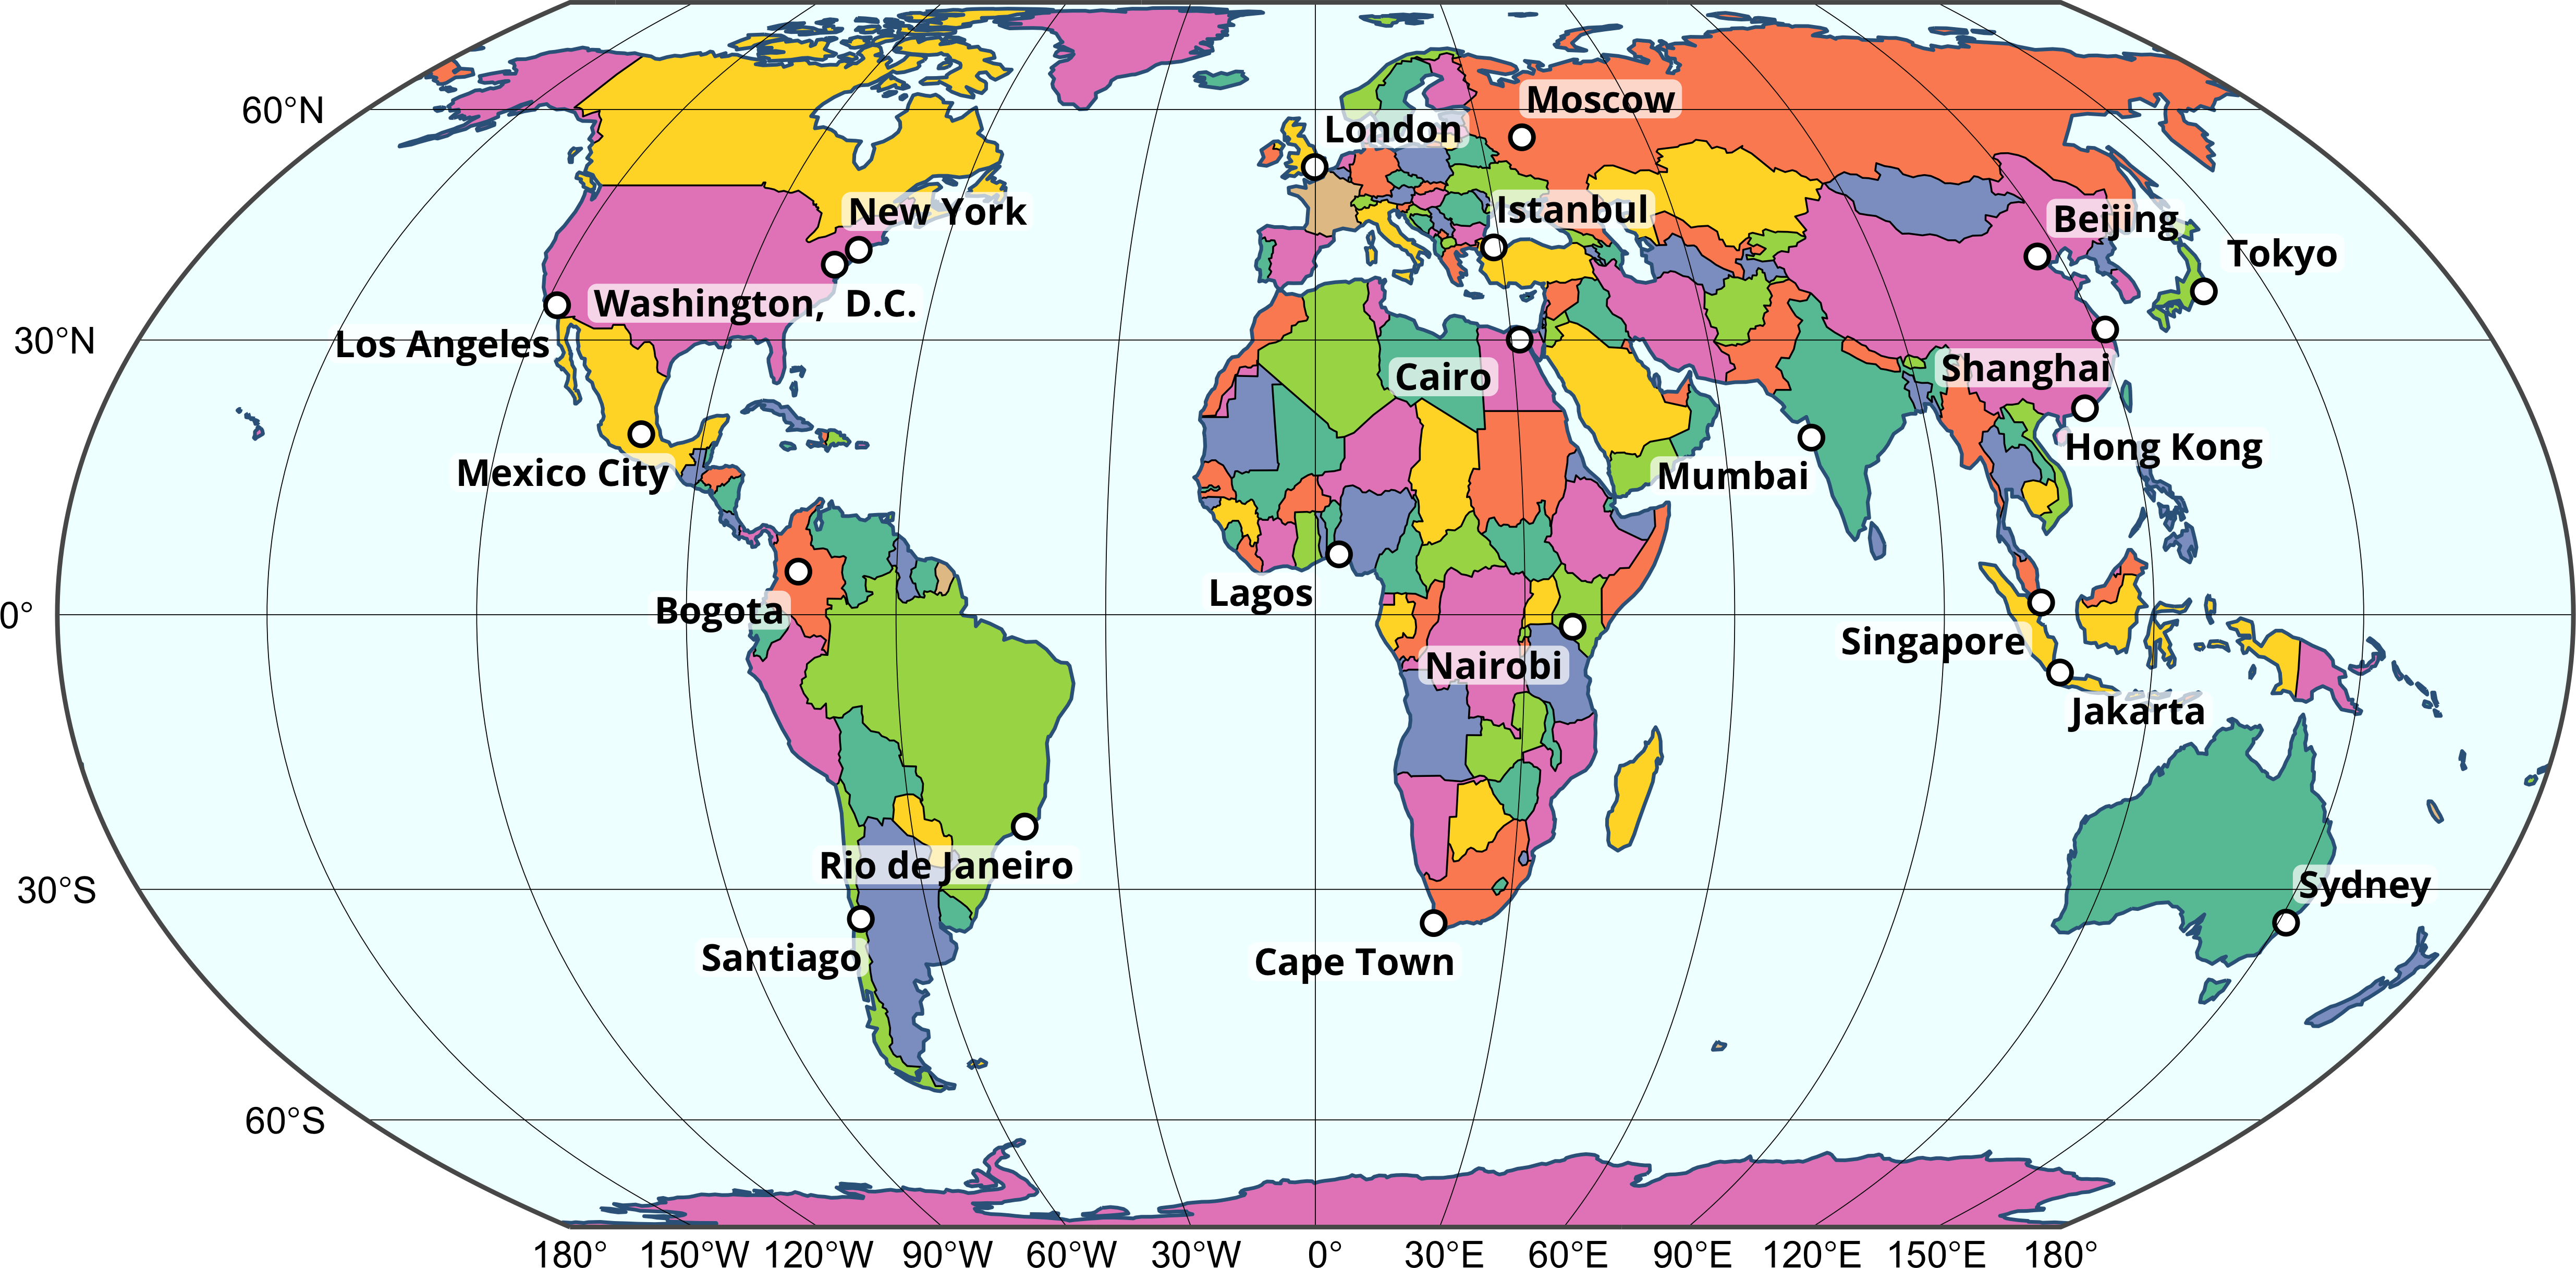 60°N
Moscow
London
New York
Istanbul
Beijing
Tokyo
Washington, D.C.
30°N
Los Angeles
Cairo
Shanghai
Mexico City
Mumbai
Hong Kong
Lagos
0°
Bogota
Singapore
Nairobi
Jakarta
Rio de Janeiro
30°S
Sydney
Santiago
Cape Town
60°S
180° 150°W 120°W 90°W 60°W 30°W 0° 30°E 60°E 90°E 120°E 150°E 180°